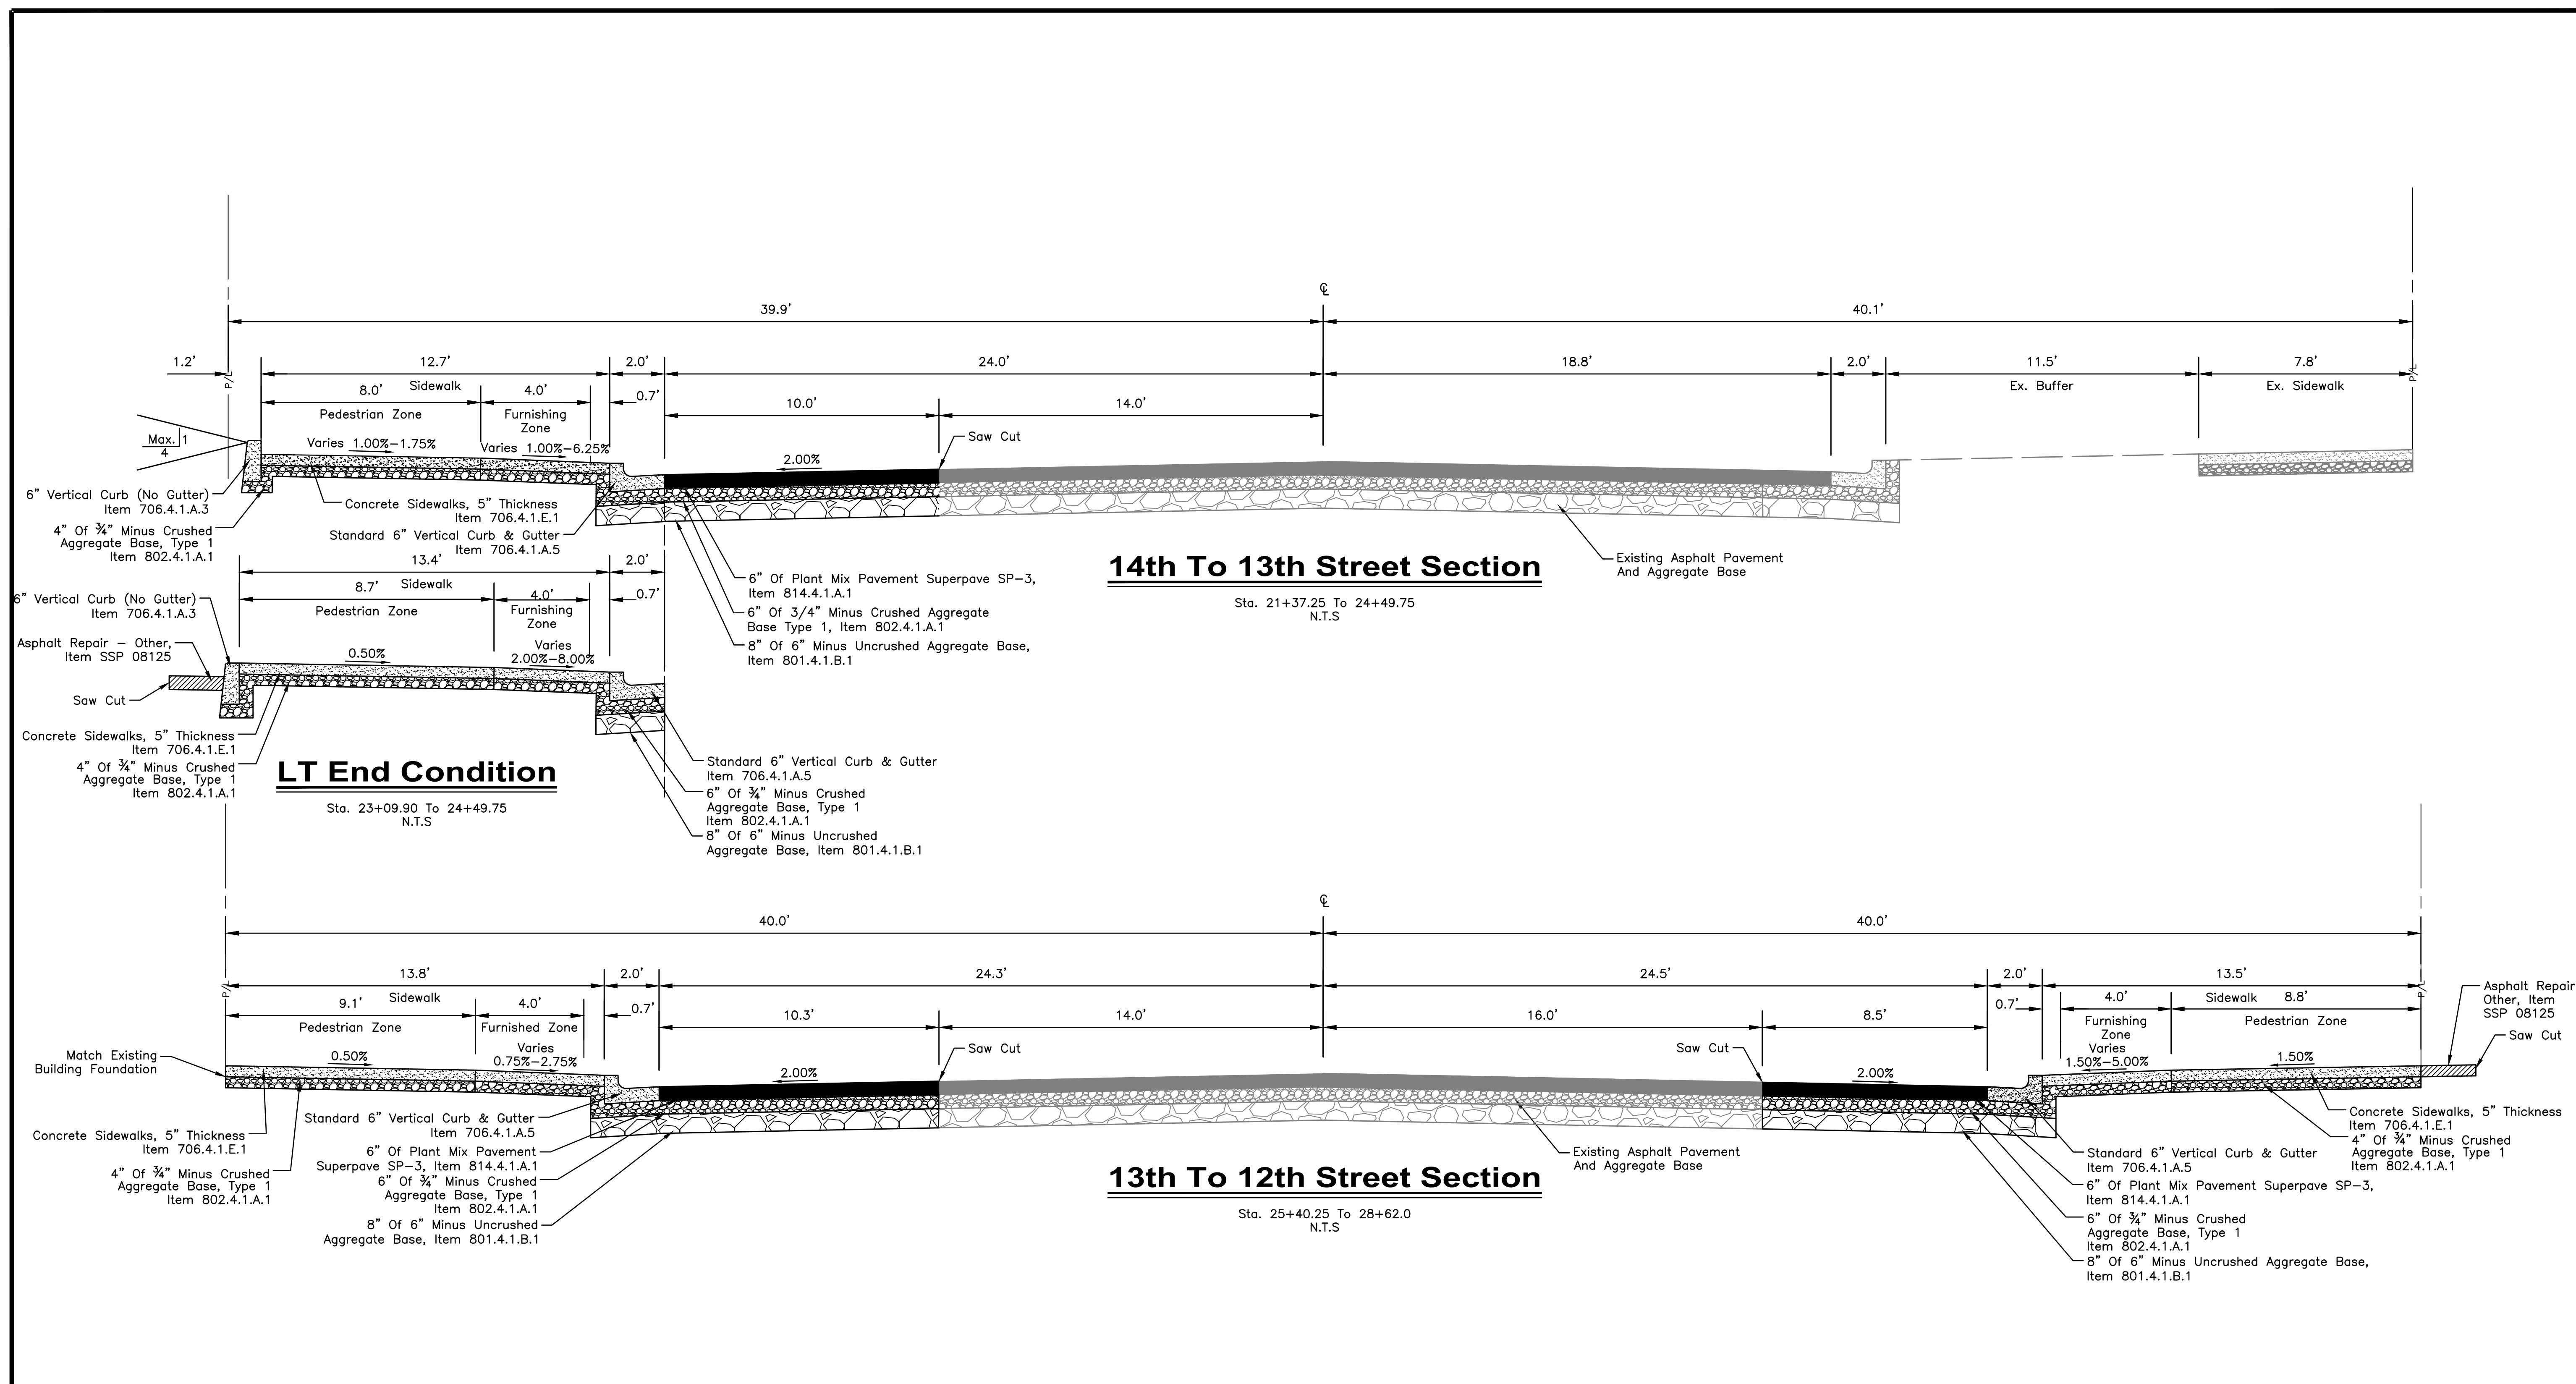 ℄
39.9’
40.1’
1.2’
P/L
12.7’
Sidewalk
2.0’
24.0’
18.8’
2.0’
11.5’
Ex. Buffer
7.8’
Ex. Sidewalk
P/L
8.0’
Pedestrian Zone
4.0’
Furnishing
Zone
0.7’
10.0’
14.0’
Saw Cut
Max. 1
4
Varies 1.00%–1.75%
Varies 1.00%–6.25%
2.00%
6” Vertical Curb (No Gutter)
Item 706.4.1.A.3
4” Of ¾” Minus Crushed
Aggregate Base, Type 1
Item 802.4.1.A.1
Concrete Sidewalks, 5” Thickness
Item 706.4.1.E.1
Standard 6” Vertical Curb & Gutter
Item 706.4.1.A.5
6” Of Plant Mix Pavement Superpave SP–3,
Item 814.4.1.A.1
6” Of 3/4” Minus Crushed Aggregate
Base Type 1, Item 802.4.1.A.1
8” Of 6” Minus Uncrushed Aggregate Base,
Item 801.4.1.B.1
14th To 13th Street Section
Sta. 21+37.25 To 24+49.75
N.T.S
Existing Asphalt Pavement
And Aggregate Base
13.4’
Sidewalk
2.0’
8.7’
Pedestrian Zone
4.0’
Furnishing
Zone
0.7’
Varies
2.00%–8.00%
0.50%
6” Vertical Curb (No Gutter)
Item 706.4.1.A.3
Asphalt Repair – Other,
Item SSP 08125
Saw Cut
Concrete Sidewalks, 5” Thickness
Item 706.4.1.E.1
4” Of ¾” Minus Crushed
Aggregate Base, Type 1
Item 802.4.1.A.1
LT End Condition
Sta. 23+09.90 To 24+49.75
N.T.S
Standard 6” Vertical Curb & Gutter
Item 706.4.1.A.5
6” Of ¾” Minus Crushed
Aggregate Base, Type 1
Item 802.4.1.A.1
8” Of 6” Minus Uncrushed
Aggregate Base, Item 801.4.1.B.1
℄
40.0’
40.0’
P/L
13.8’
Sidewalk
2.0’
24.3’
24.5’
2.0’
13.5’
Sidewalk
P/L
9.1’
Pedestrian Zone
4.0’
Furnished Zone
0.7’
10.3’
14.0’
16.0’
8.5’
0.7’
4.0’
Furnishing
Zone
8.8’
Pedestrian Zone
Varies
0.75%–2.75%
0.50%
2.00%
Saw Cut
Saw Cut
2.00%
Varies
1.50%–5.00%
1.50%
Asphalt Repair
Other, Item
SSP 08125
Saw Cut
Match Existing
Building Foundation
Concrete Sidewalks, 5” Thickness
Item 706.4.1.E.1
4” Of ¾” Minus Crushed
Aggregate Base, Type 1
Item 802.4.1.A.1
Standard 6” Vertical Curb & Gutter
Item 706.4.1.A.5
6” Of Plant Mix Pavement
Superpave SP–3, Item 814.4.1.A.1
6” Of ¾” Minus Crushed
Aggregate Base, Type 1
Item 802.4.1.A.1
8” Of 6” Minus Uncrushed
Aggregate Base, Item 801.4.1.B.1
13th To 12th Street Section
Sta. 25+40.25 To 28+62.0
N.T.S
Existing Asphalt Pavement
And Aggregate Base
Concrete Sidewalks, 5” Thickness
Item 706.4.1.E.1
4” Of ¾” Minus Crushed
Aggregate Base, Type 1
Item 802.4.1.A.1
Standard 6” Vertical Curb & Gutter
Item 706.4.1.A.5
6” Of Plant Mix Pavement Superpave SP–3,
Item 814.4.1.A.1
6” Of ¾” Minus Crushed
Aggregate Base, Type 1
Item 802.4.1.A.1
8” Of 6” Minus Uncrushed Aggregate Base,
Item 801.4.1.B.1